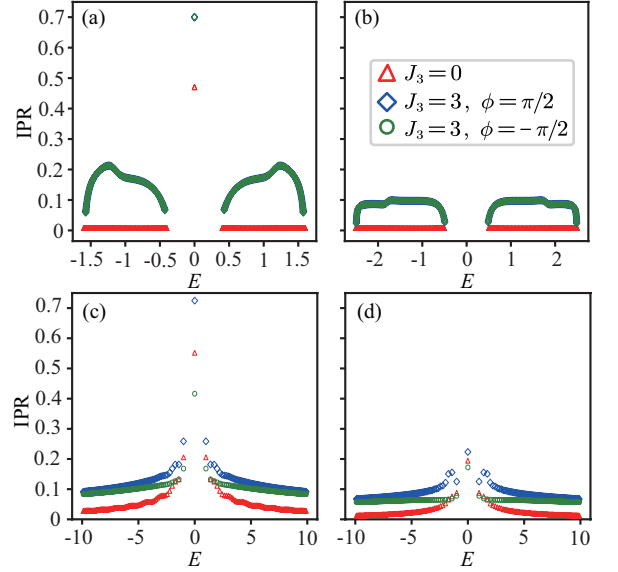 (a)
0.7
0.6
0.5
0.4
0.3
0.2
0.1
0
IPR
-1.5 -1 -0.5 0 0.5 1 1.5
E
(b)
J₃ = 0
J₃ = 3, ϕ = π/2
J₃ = 3, ϕ = −π/2
-2 -1 0 1 2
E
(c)
0.7
0.6
0.5
0.4
0.3
0.2
0.1
0
IPR
-10 -5 0 5 10
E
(d)
-10 -5 0 5 10
E